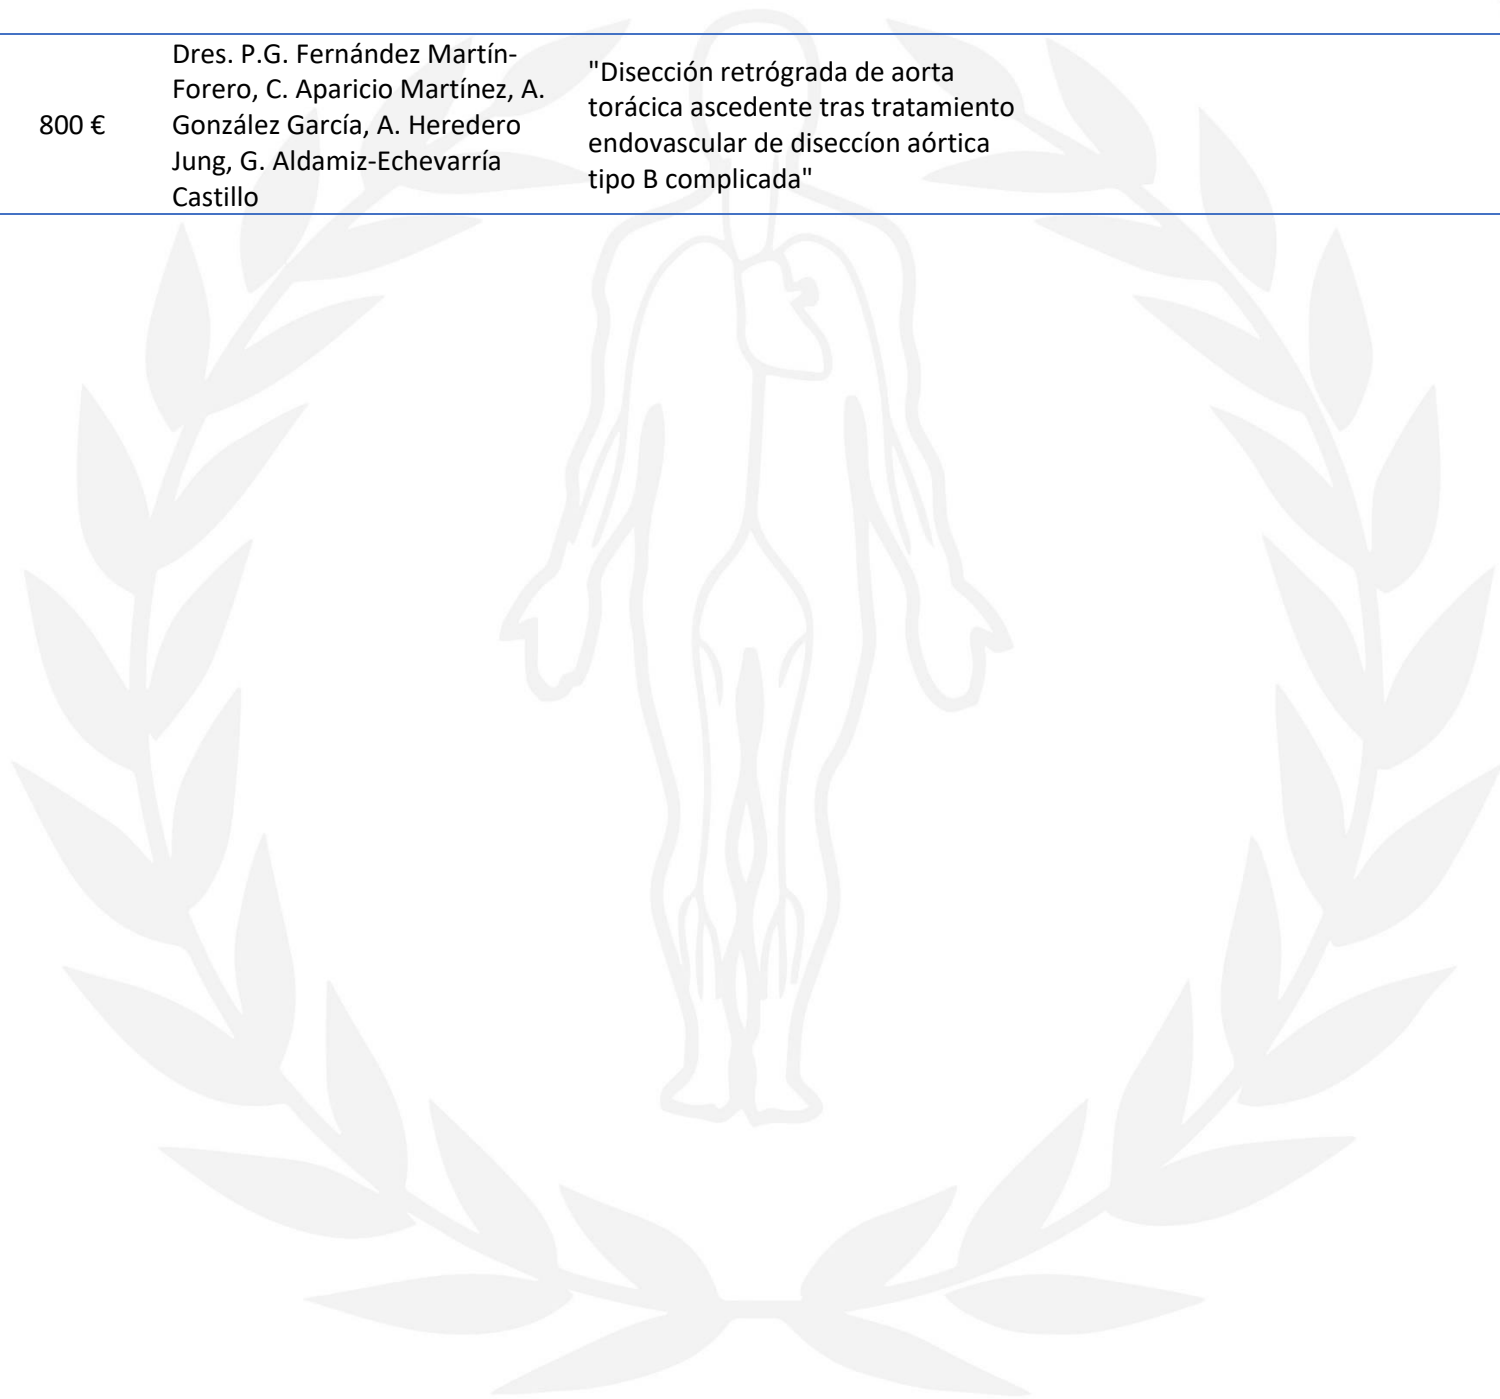 800 €
Dres. P.G. Fernández Martín-
Forero, C. Aparicio Martínez, A.
González García, A. Heredero
Jung, G. Aldamiz-Echevarría
Castillo
"Disección retrógrada de aorta
torácica ascedente tras tratamiento
endovascular de diseccíon aórtica
tipo B complicada"